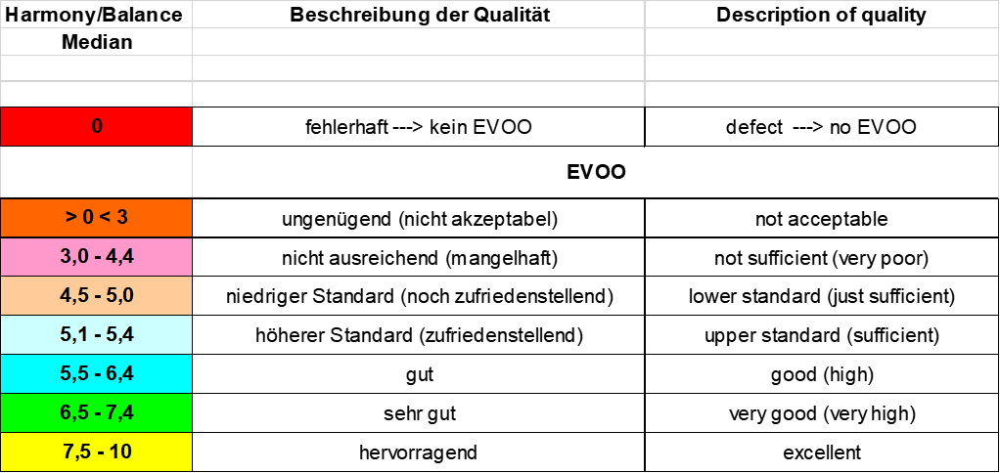 Harmony/Balance Beschreibung der Qualität Description of quality
Median
0 fehlerhaft ---> kein EVOO defect ---> no EVOO
EVOO
> 0 < 3 ungenügend (nicht akzeptabel) not acceptable
3,0 - 4,4 nicht ausreichend (mangelhaft) not sufficient (very poor)
4,5 - 5,0 niedriger Standard (noch zufriedenstellend) lower standard (just sufficient)
5,1 - 5,4 höherer Standard (zufriedenstellend) upper standard (sufficient)
5,5 - 6,4 gut good (high)
6,5 - 7,4 sehr gut very good (very high)
7,5 - 10 hervorragend excellent